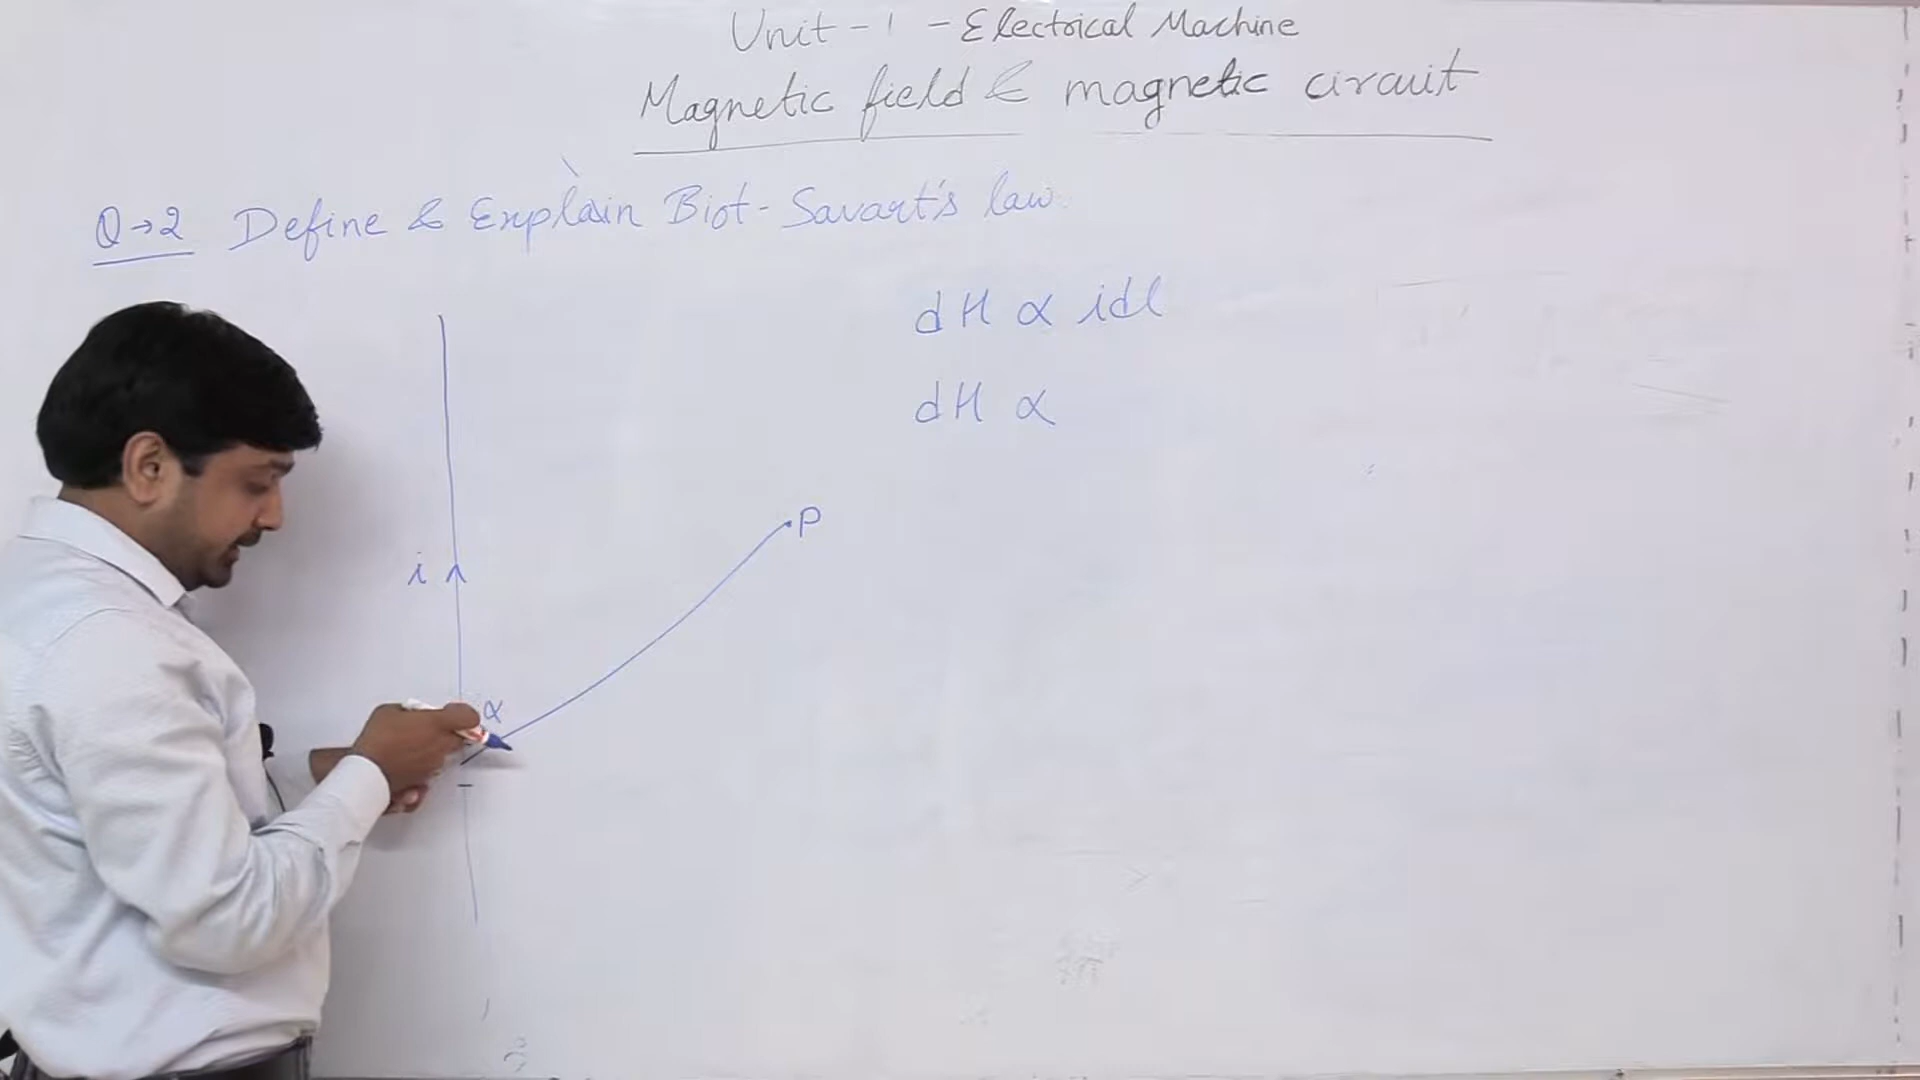 Unit - 1 - Electrical Machine
Magnetic field & magnetic circuit
Q→2 Define & Explain Biot-Savart's law.
dH ∝ idl
dH ∝
P
i
α